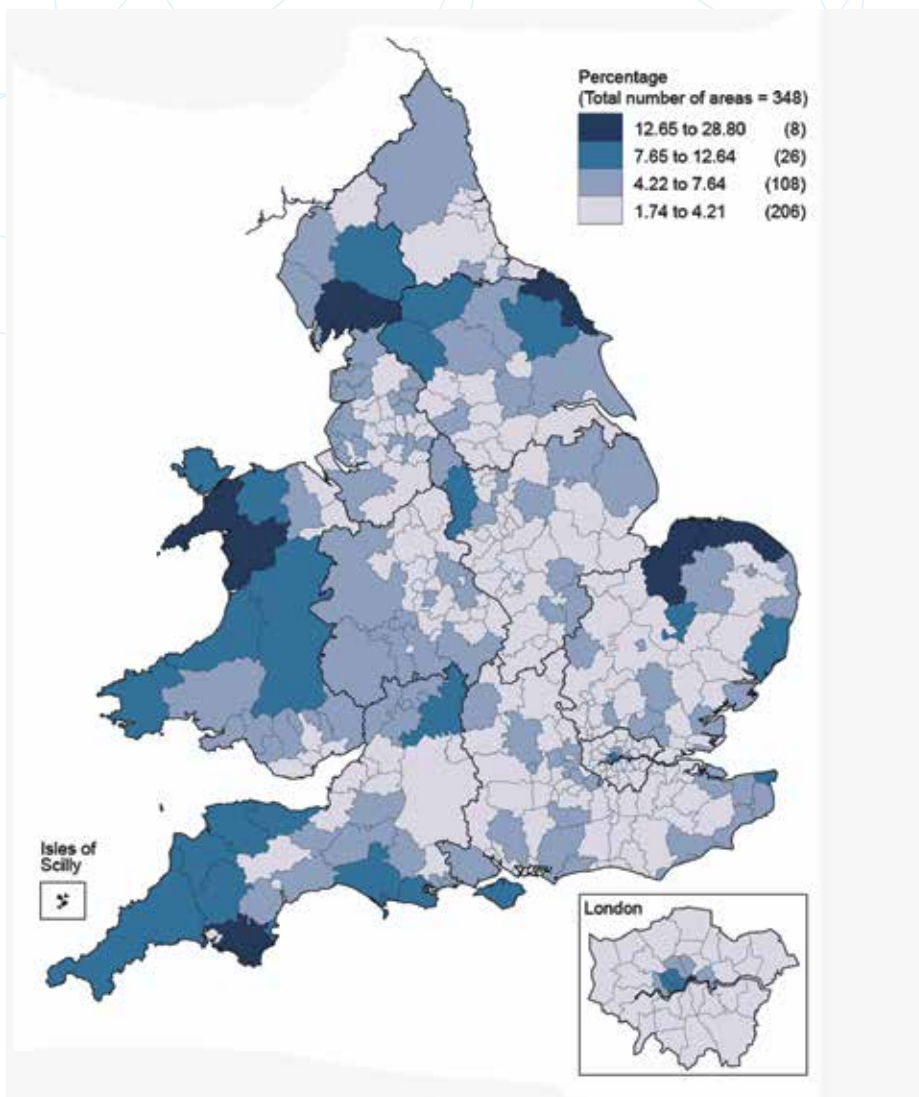 Percentage
(Total number of areas = 348)
12.65 to 28.80 (8)
7.65 to 12.64 (26)
4.22 to 7.64 (108)
1.74 to 4.21 (206)
Isles of
Scilly
London